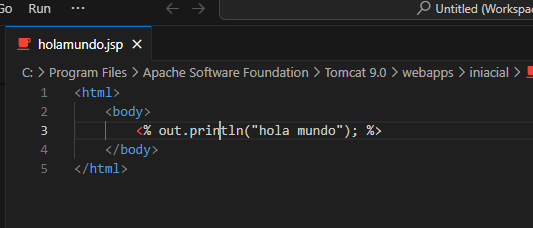 Go Run ... Untitled (Workspa
holamundo.jsp
C: > Program Files > Apache Software Foundation > Tomcat 9.0 > webapps > iniacial >
1 <html>
2 <body>
3 <% out.println("hola mundo"); %>
4 </body>
5 </html>